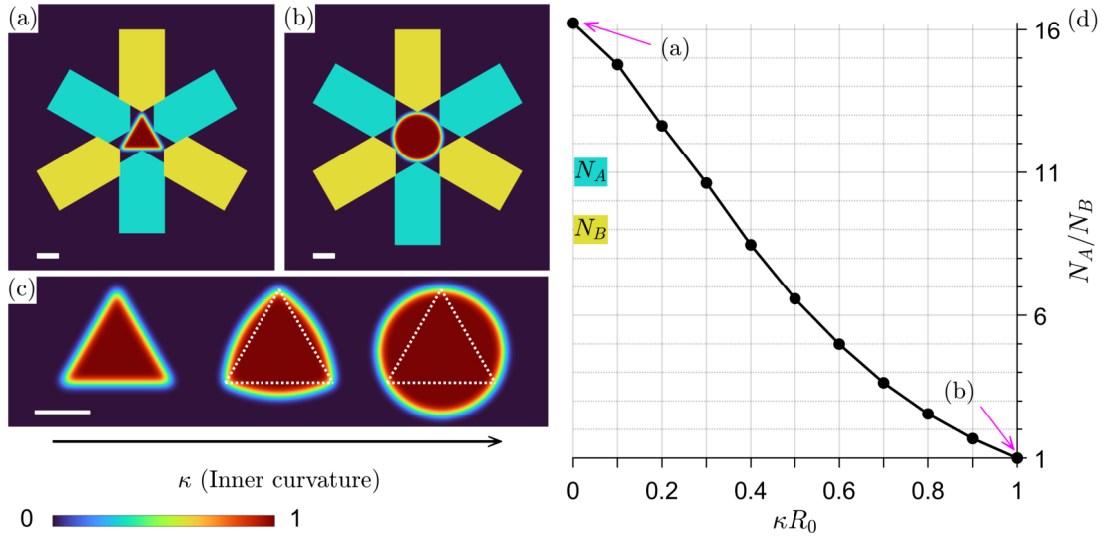 (a)
(b)
(c)
κ (Inner curvature)
0 1
(d)
16
11
6
1
N_A/N_B
(a)
N_A
N_B
(b)
0 0.2 0.4 0.6 0.8 1
κR₀